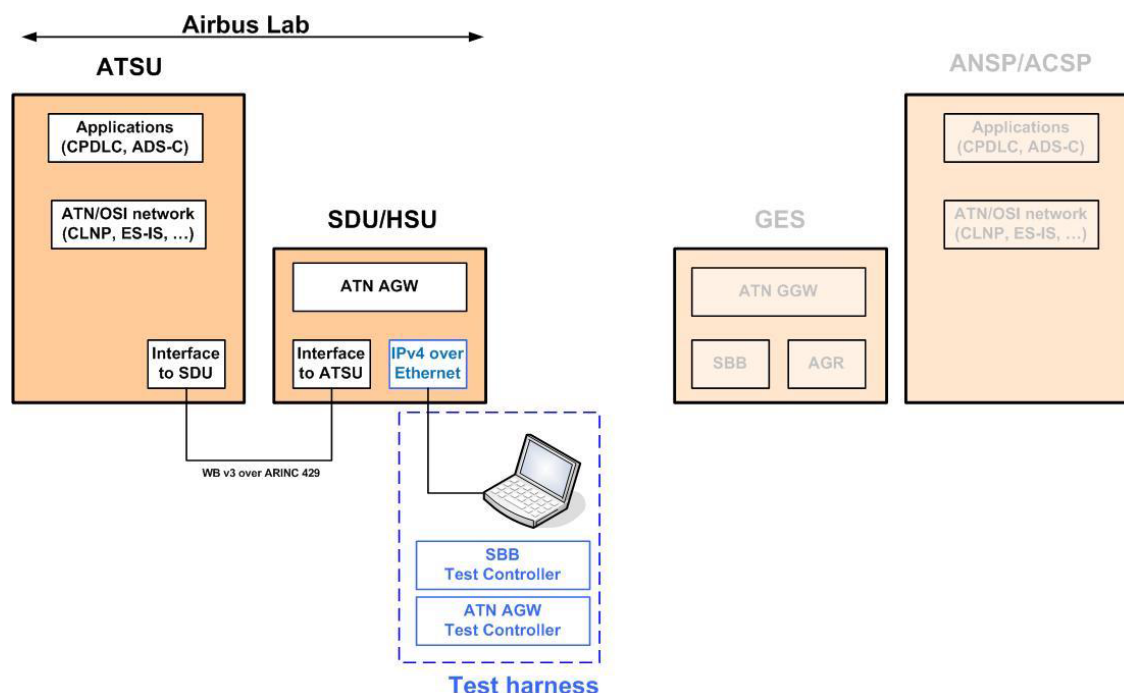 Airbus Lab
ATSU
Applications
(CPDLC, ADS-C)
ATN/OSI network
(CLNP, ES-IS, ...)
Interface
to SDU
SDU/HSU
ATN AGW
Interface
to ATSU
IPv4 over
Ethernet
WB v3 over ARINC 429
SBB
Test Controller
ATN AGW
Test Controller
Test harness
GES
ATN GGW
SBB
AGR
ANSP/ACSP
Applications
(CPDLC, ADS-C)
ATN/OSI network
(CLNP, ES-IS, ...)